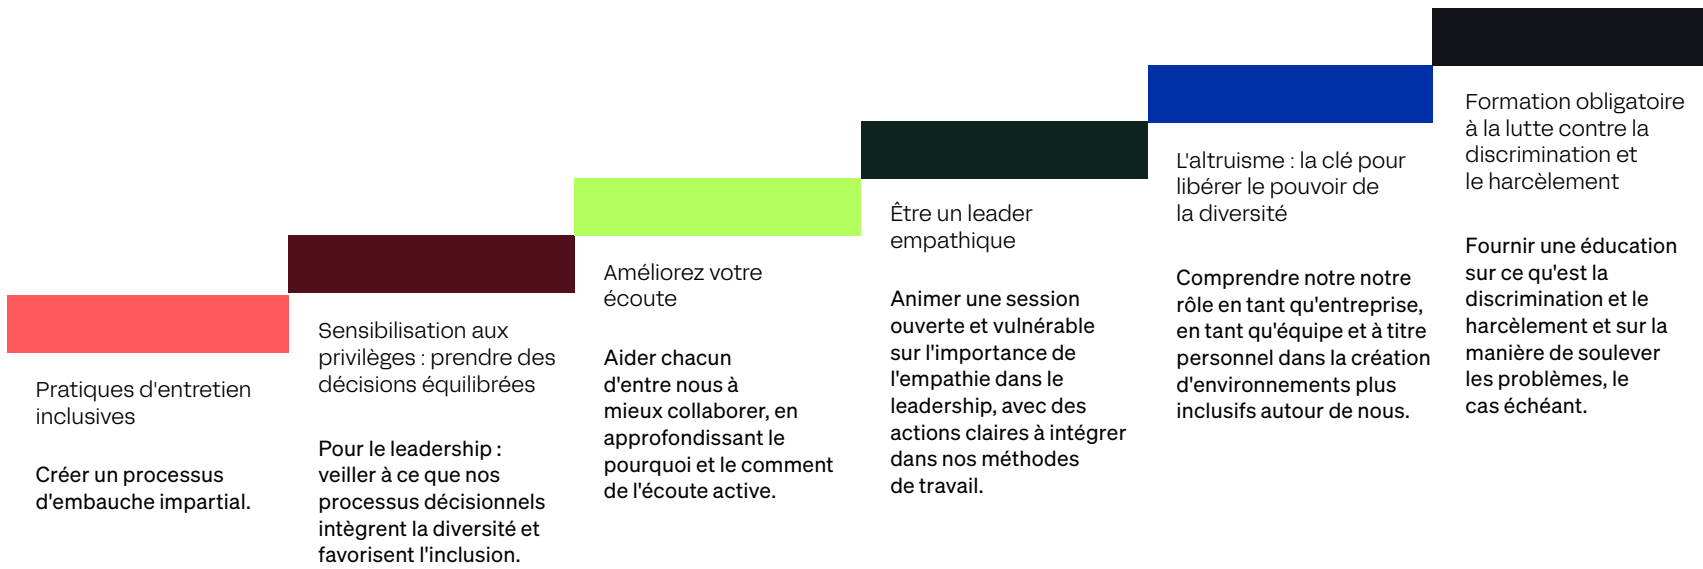 Pratiques d'entretien
inclusives
Créer un processus
d'embauche impartial.
Sensibilisation aux
privilèges : prendre des
décisions équilibrées
Pour le leadership :
veiller à ce que nos
processus décisionnels
intègrent la diversité et
favorisent l'inclusion.
Améliorez votre
écoute
Aider chacun
d'entre nous à
mieux collaborer, en
approfondissant le
pourquoi et le comment
de l'écoute active.
Être un leader
empathique
Animer une session
ouverte et vulnérable
sur l'importance de
l'empathie dans le
leadership, avec des
actions claires à intégrer
dans nos méthodes
de travail.
L'altruisme : la clé pour
libérer le pouvoir de
la diversité
Comprendre notre notre
rôle en tant qu'entreprise,
en tant qu'équipe et à titre
personnel dans la création
d'environnements plus
inclusifs autour de nous.
Formation obligatoire
à la lutte contre la
discrimination et
le harcèlement
Fournir une éducation
sur ce qu'est la
discrimination et le
harcèlement et sur la
manière de soulever
les problèmes, le
cas échéant.